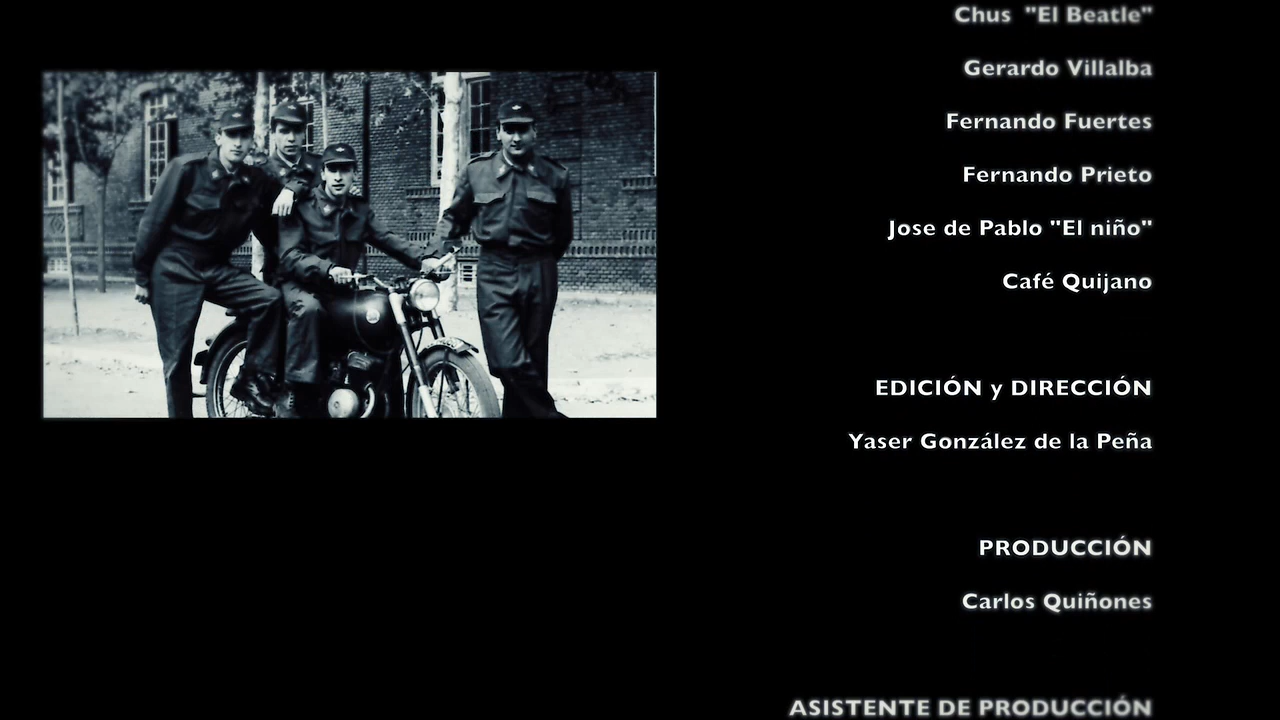 Chus "El Beatle"
Gerardo Villalba
Fernando Fuertes
Fernando Prieto
Jose de Pablo "El niño"
Café Quijano
EDICIÓN y DIRECCIÓN
Yaser González de la Peña
PRODUCCIÓN
Carlos Quiñones
ASISTENTE DE PRODUCCIÓN